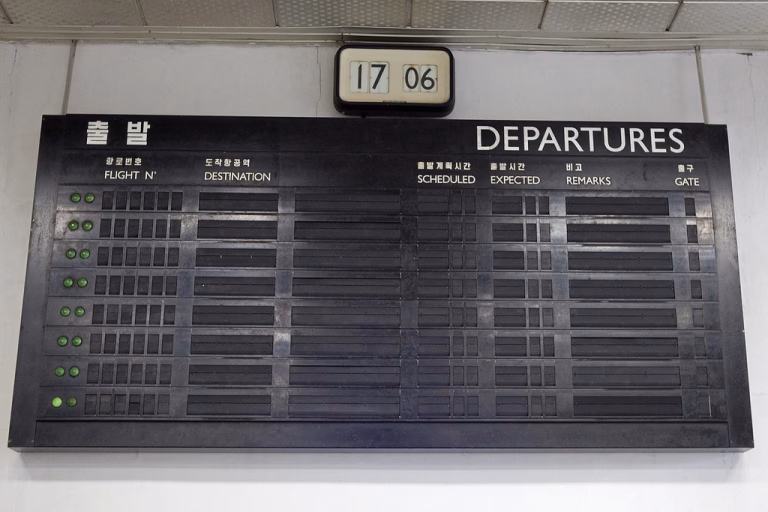 17 06
출발 DEPARTURES
항로번호 도착항공역 출발계획시간 출발시간 비고 출구
FLIGHT N° DESTINATION SCHEDULED EXPECTED REMARKS GATE